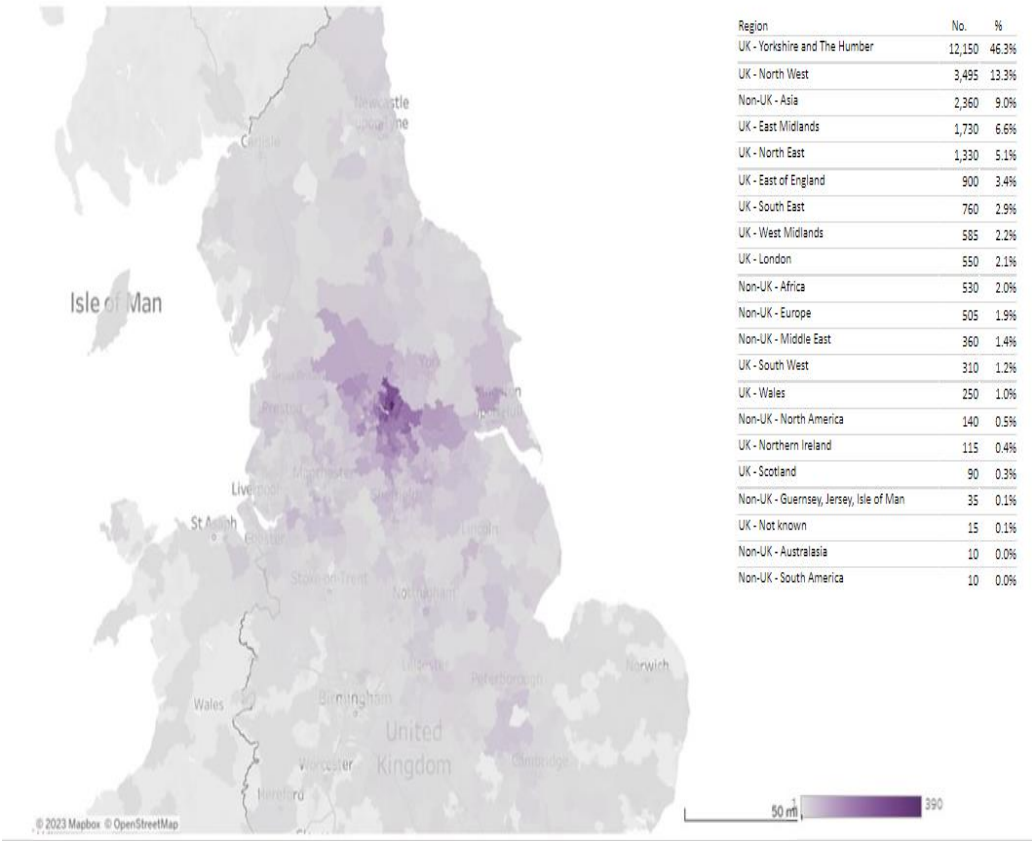 Newcastle
upon Tyne
Carlisle
Isle of Man
York
Preston
Manchester
Liverpool
Sheffield
St Asaph
Chester
Lincoln
Stoke-on-Trent
Nottingham
Leicester
Peterborough
Norwich
Birmingham
Wales
United
Kingdom
Worcester
Cambridge
Hereford
© 2023 Mapbox © OpenStreetMap
Region No. %
UK - Yorkshire and The Humber 12,150 46.3%
UK - North West 3,495 13.3%
Non-UK - Asia 2,360 9.0%
UK - East Midlands 1,730 6.6%
UK - North East 1,330 5.1%
UK - East of England 900 3.4%
UK - South East 760 2.9%
UK - West Midlands 585 2.2%
UK - London 550 2.1%
Non-UK - Africa 530 2.0%
Non-UK - Europe 505 1.9%
Non-UK - Middle East 360 1.4%
UK - South West 310 1.2%
UK - Wales 250 1.0%
Non-UK - North America 140 0.5%
UK - Northern Ireland 115 0.4%
UK - Scotland 90 0.3%
Non-UK - Guernsey, Jersey, Isle of Man 35 0.1%
UK - Not known 15 0.1%
Non-UK - Australasia 10 0.0%
Non-UK - South America 10 0.0%
50 mi
1 390